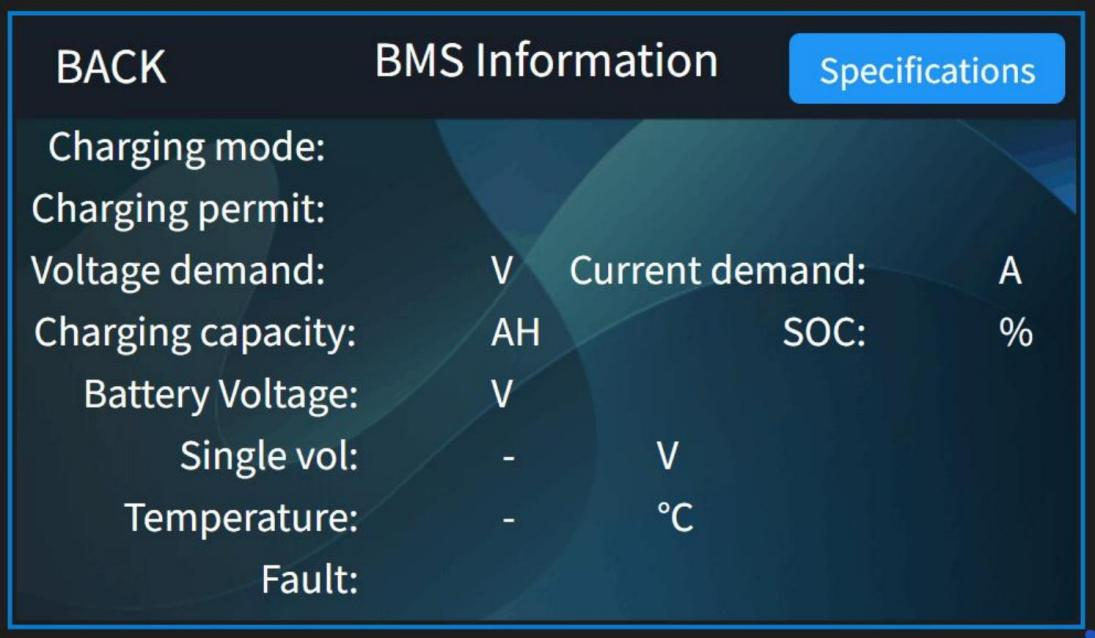 BACK BMS Information Specifications
Charging mode:
Charging permit:
Voltage demand: V Current demand: A
Charging capacity: AH SOC: %
Battery Voltage: V
Single vol: - V
Temperature: - °C
Fault: